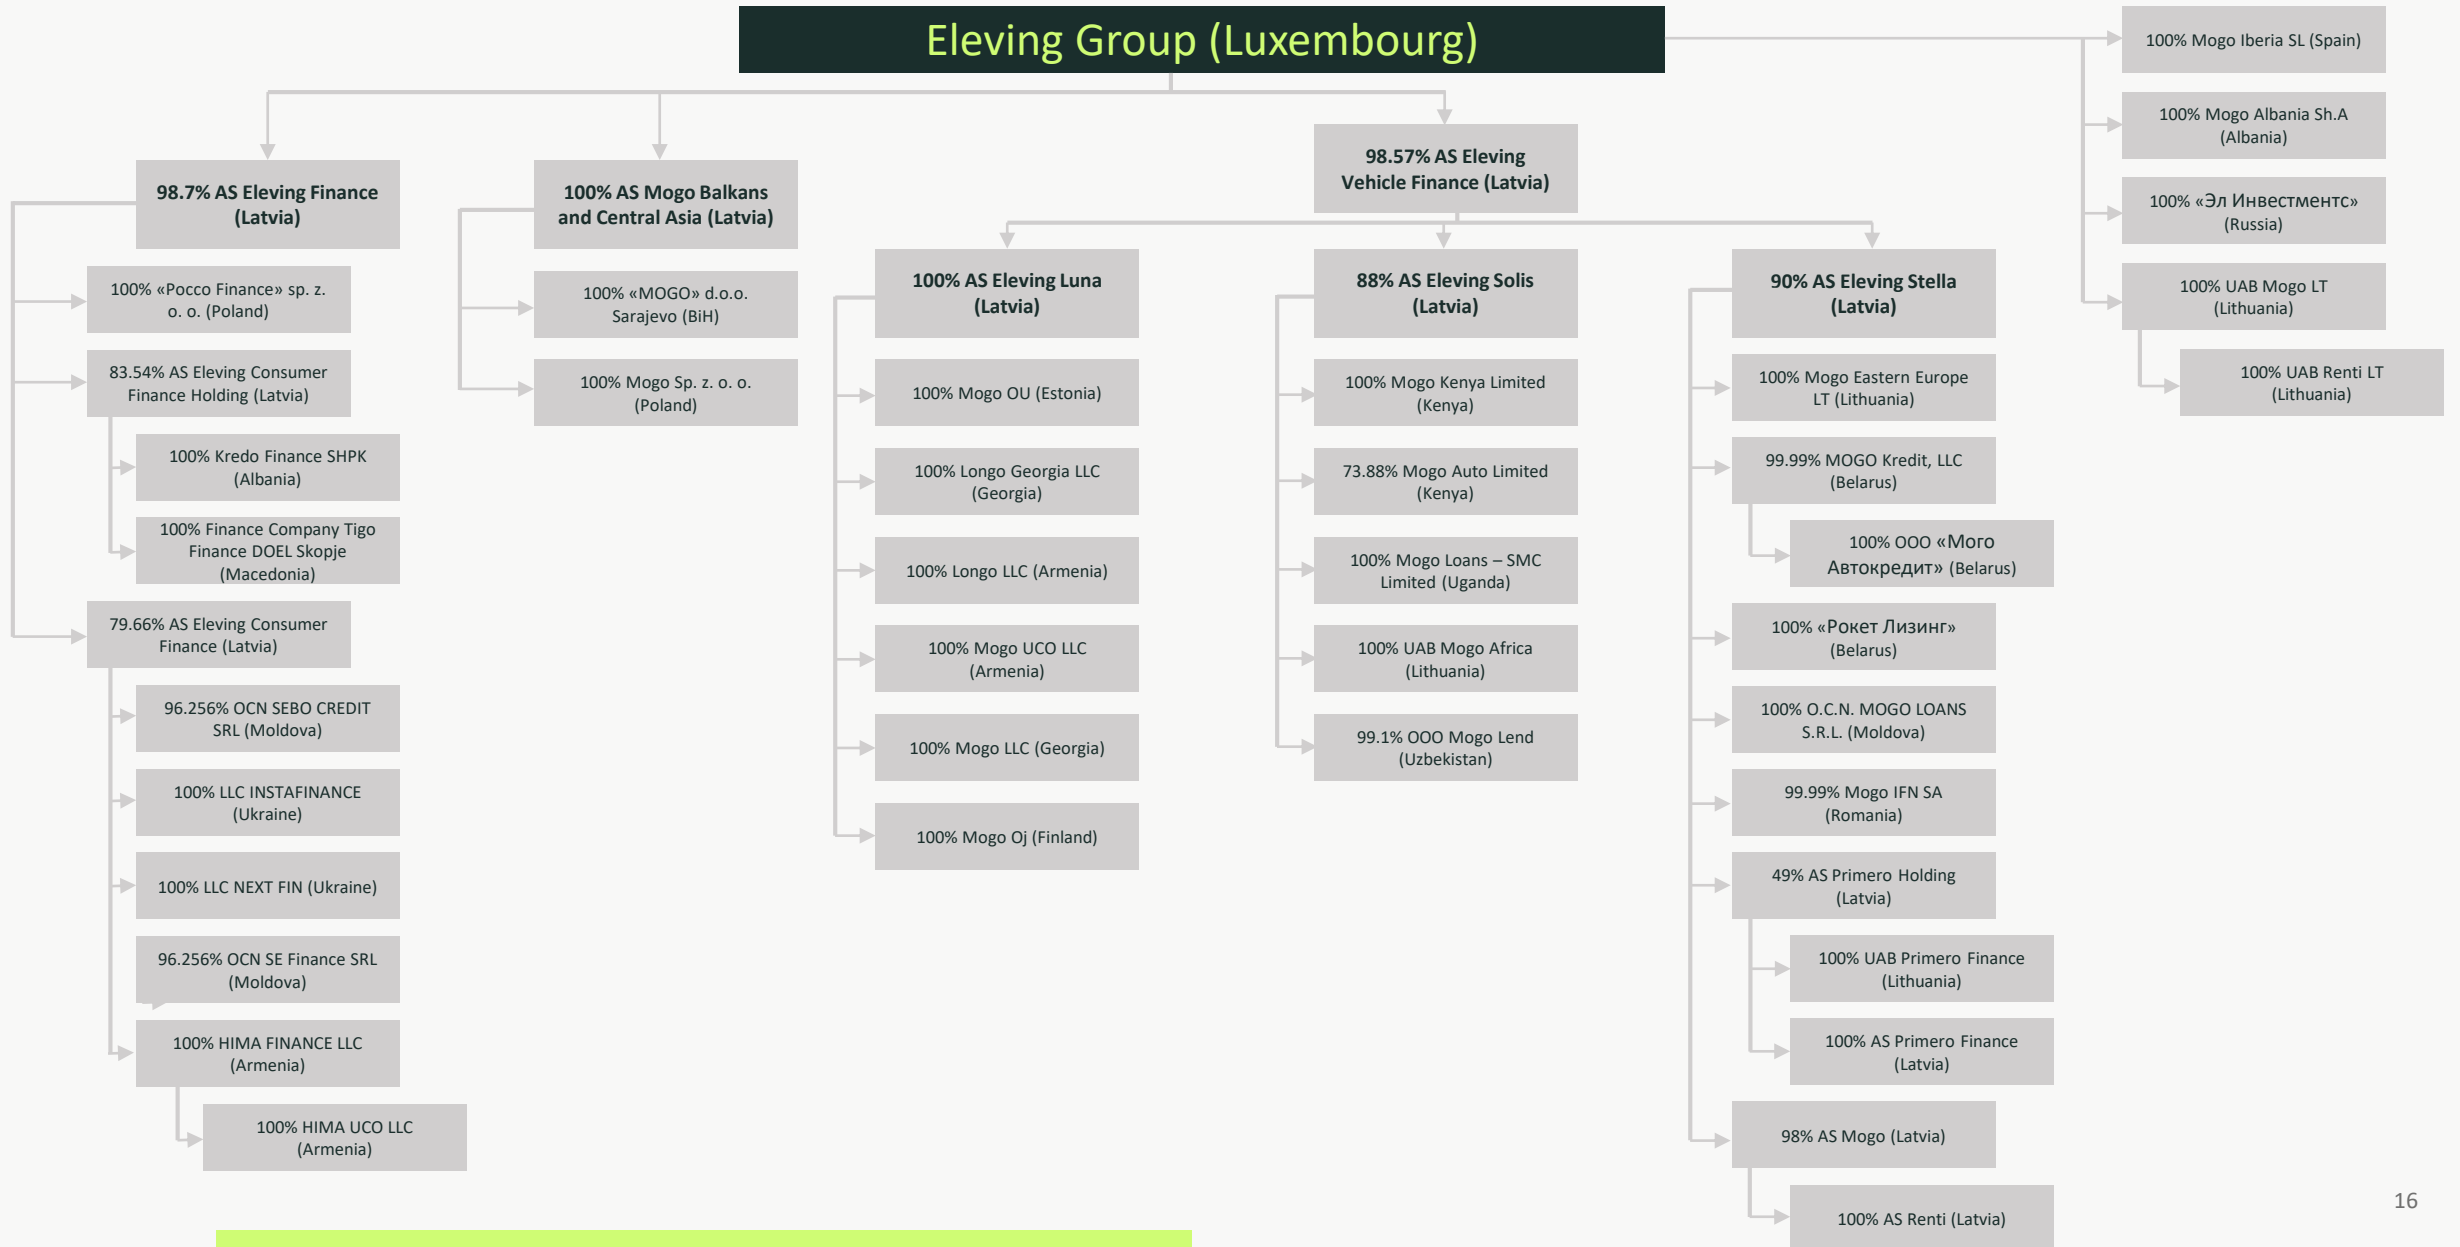 Eleving Group (Luxembourg)
98.7% AS Eleving Finance
(Latvia)
100% «Pocco Finance» sp. z.
o. o. (Poland)
83.54% AS Eleving Consumer
Finance Holding (Latvia)
100% Kredo Finance SHPK
(Albania)
100% Finance Company Tigo
Finance DOEL Skopje
(Macedonia)
79.66% AS Eleving Consumer
Finance (Latvia)
96.256% OCN SEBO CREDIT
SRL (Moldova)
100% LLC INSTAFINANCE
(Ukraine)
100% LLC NEXT FIN (Ukraine)
96.256% OCN SE Finance SRL
(Moldova)
100% HIMA FINANCE LLC
(Armenia)
100% HIMA UCO LLC
(Armenia)
100% AS Mogo Balkans
and Central Asia (Latvia)
100% «MOGO» d.o.o.
Sarajevo (BiH)
100% Mogo Sp. z. o. o.
(Poland)
98.57% AS Eleving
Vehicle Finance (Latvia)
100% AS Eleving Luna
(Latvia)
100% Mogo OU (Estonia)
100% Longo Georgia LLC
(Georgia)
100% Longo LLC (Armenia)
100% Mogo UCO LLC
(Armenia)
100% Mogo LLC (Georgia)
100% Mogo Oj (Finland)
88% AS Eleving Solis
(Latvia)
100% Mogo Kenya Limited
(Kenya)
73.88% Mogo Auto Limited
(Kenya)
100% Mogo Loans – SMC
Limited (Uganda)
100% UAB Mogo Africa
(Lithuania)
99.1% OOO Mogo Lend
(Uzbekistan)
90% AS Eleving Stella
(Latvia)
100% Mogo Eastern Europe
LT (Lithuania)
99.99% MOGO Kredit, LLC
(Belarus)
100% ООО «Мого
Автокредит» (Belarus)
100% «Рокет Лизинг»
(Belarus)
100% O.C.N. MOGO LOANS
S.R.L. (Moldova)
99.99% Mogo IFN SA
(Romania)
49% AS Primero Holding
(Latvia)
100% UAB Primero Finance
(Lithuania)
100% AS Primero Finance
(Latvia)
98% AS Mogo (Latvia)
100% AS Renti (Latvia)
100% Mogo Iberia SL (Spain)
100% Mogo Albania Sh.A
(Albania)
100% «Эл Инвестментс»
(Russia)
100% UAB Mogo LT
(Lithuania)
100% UAB Renti LT
(Lithuania)
16